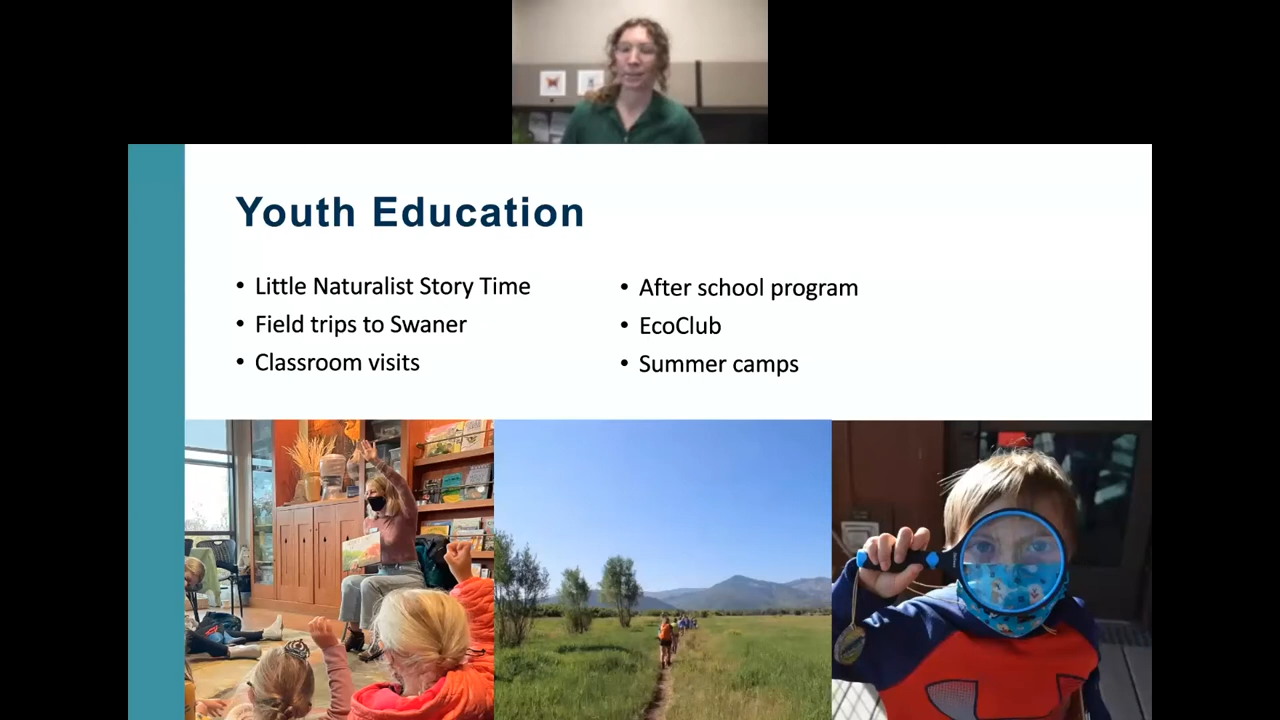 Youth Education
• Little Naturalist Story Time
• Field trips to Swaner
• Classroom visits
• After school program
• EcoClub
• Summer camps